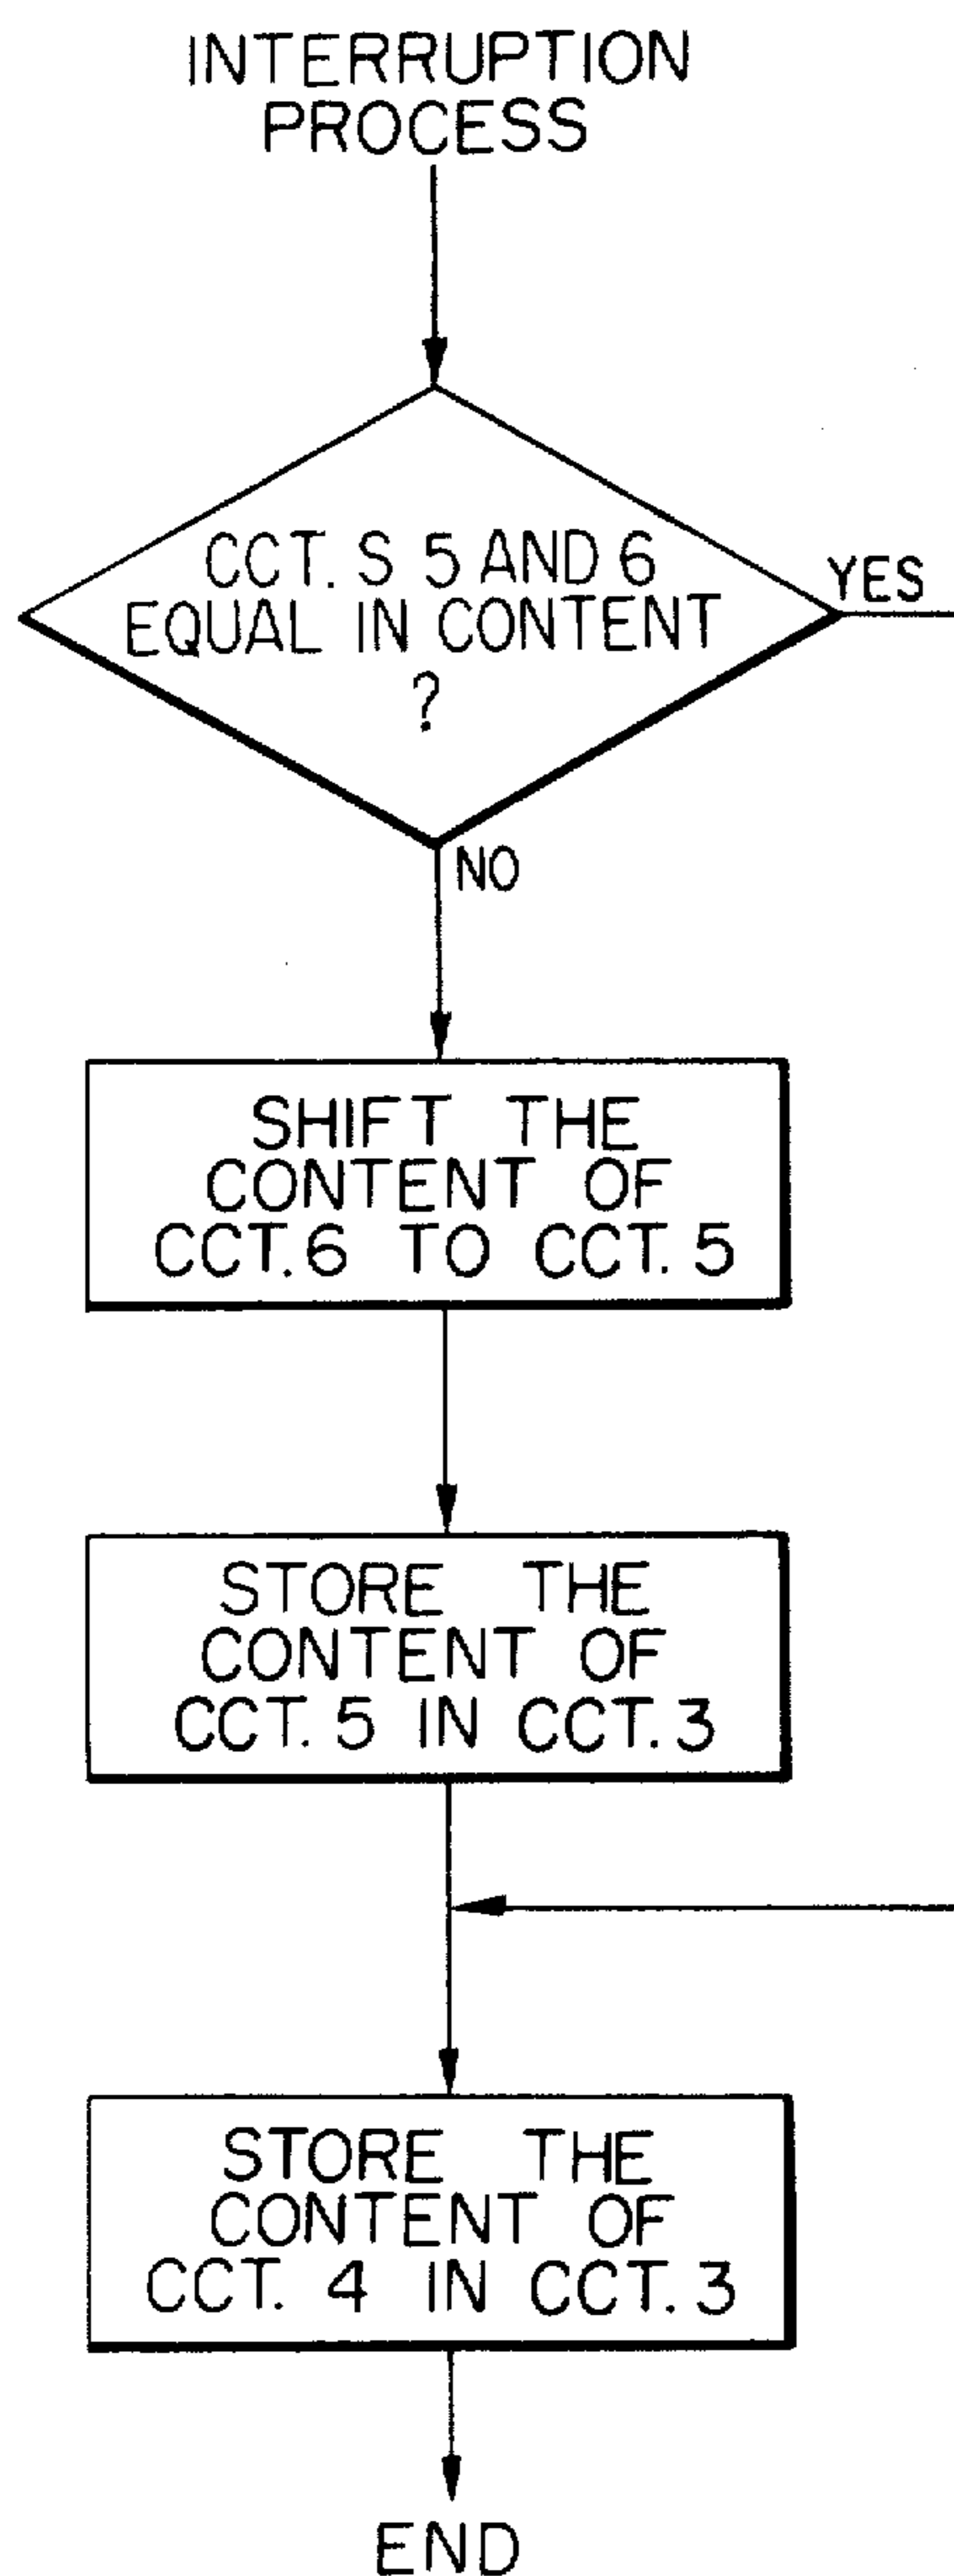 INTERRUPTION
PROCESS
CCT. S 5 AND 6
EQUAL IN CONTENT
?
YES
NO
SHIFT THE
CONTENT OF
CCT. 6 TO CCT. 5
STORE THE
CONTENT OF
CCT. 5 IN CCT. 3
STORE THE
CONTENT OF
CCT. 4 IN CCT. 3
END